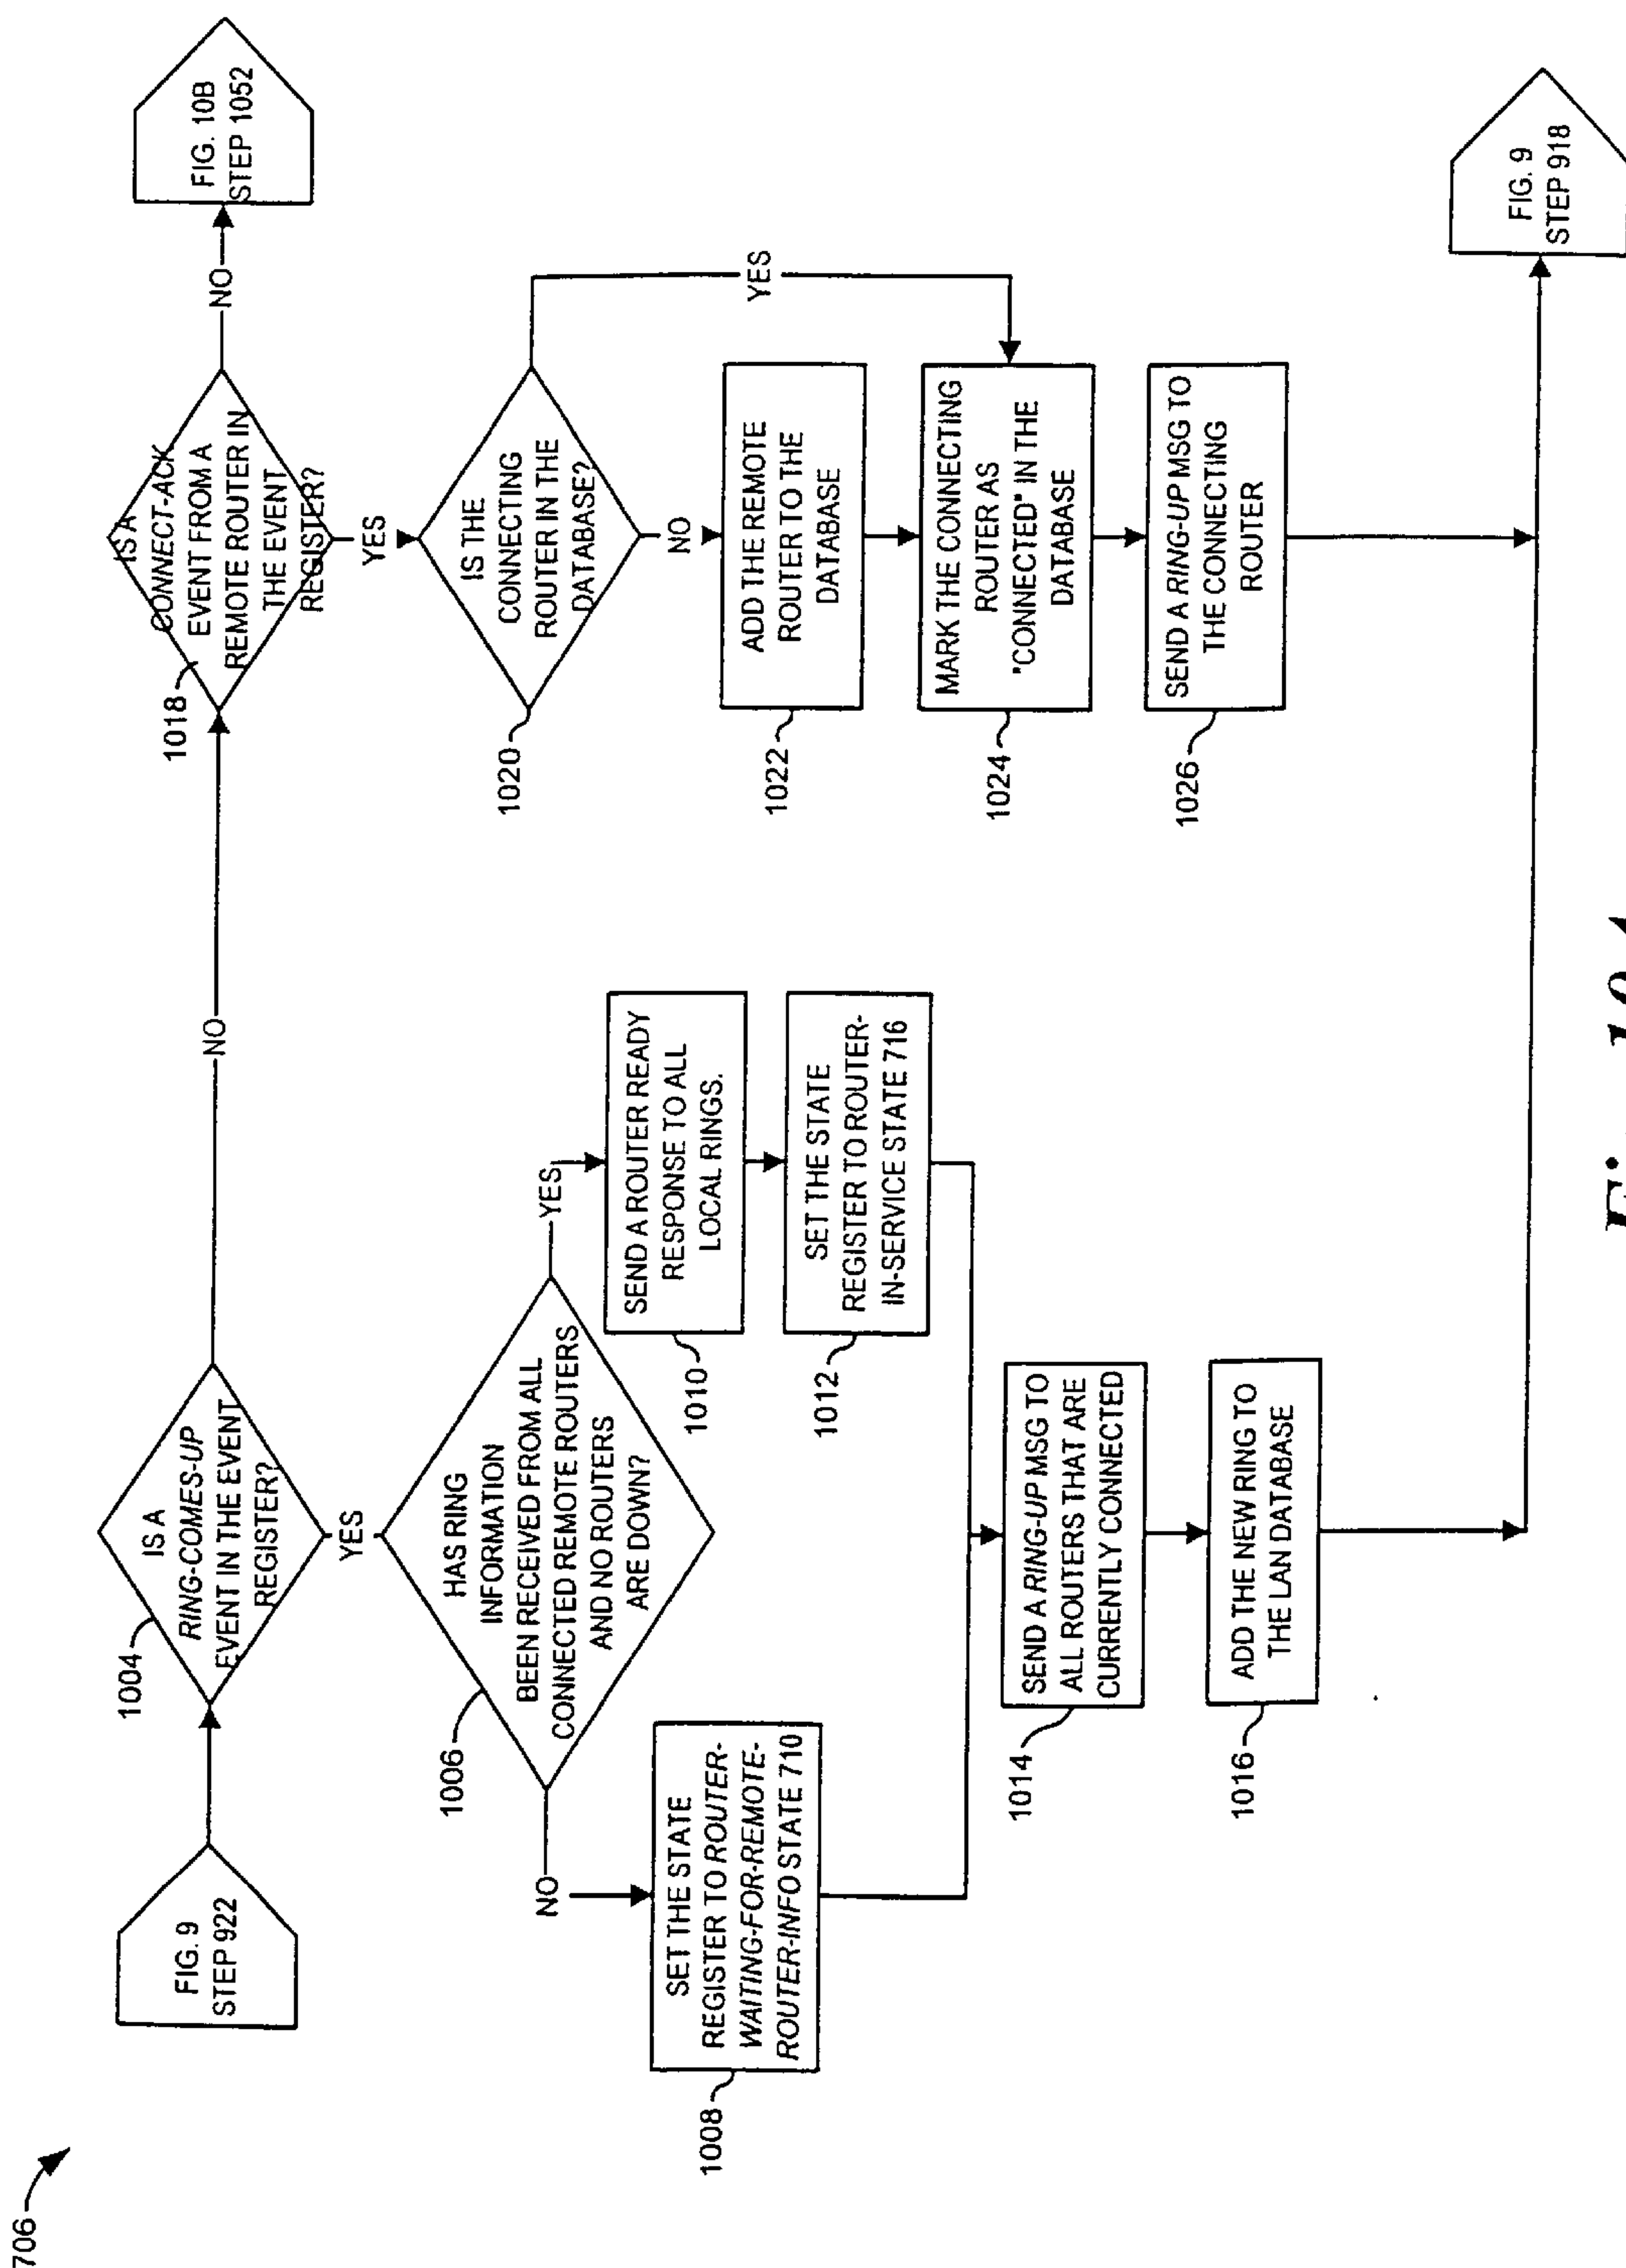 706
FIG. 9
STEP 922
1004
IS A
RING-COMES-UP
EVENT IN THE EVENT
REGISTER?
NO
YES
1006
HAS RING
INFORMATION
BEEN RECEIVED FROM ALL
CONNECTED REMOTE ROUTERS
AND NO ROUTERS
ARE DOWN?
NO
YES
1008
SET THE STATE
REGISTER TO ROUTER-
WAITING-FOR-REMOTE-
ROUTER-INFO STATE 710
1010
SEND A ROUTER READY
RESPONSE TO ALL
LOCAL RINGS.
1012
SET THE STATE
REGISTER TO ROUTER-
IN-SERVICE STATE 716
1014
SEND A RING-UP MSG TO
ALL ROUTERS THAT ARE
CURRENTLY CONNECTED
1016
ADD THE NEW RING TO
THE LAN DATABASE
1018
IS A
CONNECT-ACK
EVENT FROM A
REMOTE ROUTER IN
THE EVENT
REGISTER?
NO
FIG. 10B
STEP 1052
YES
1020
IS THE
CONNECTING
ROUTER IN THE
DATABASE?
YES
NO
1022
ADD THE REMOTE
ROUTER TO THE
DATABASE
1024
MARK THE CONNECTING
ROUTER AS
"CONNECTED" IN THE
DATABASE
1026
SEND A RING-UP MSG TO
THE CONNECTING
ROUTER
FIG. 9
STEP 918